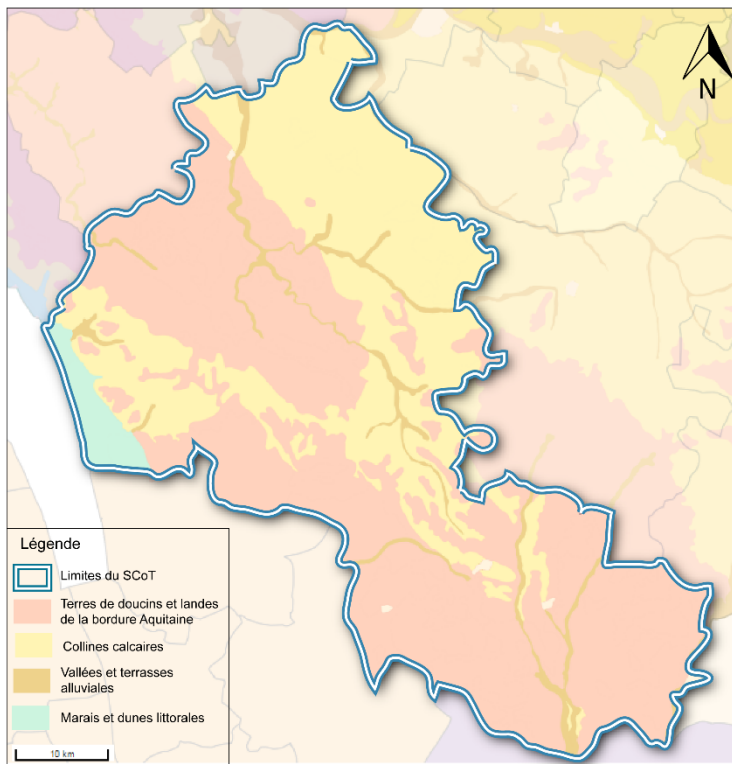 N
Légende
Limites du SCoT
Terres de doucins et landes
de la bordure Aquitaine
Collines calcaires
Vallées et terrasses
alluviales
Marais et dunes littorales
10 km